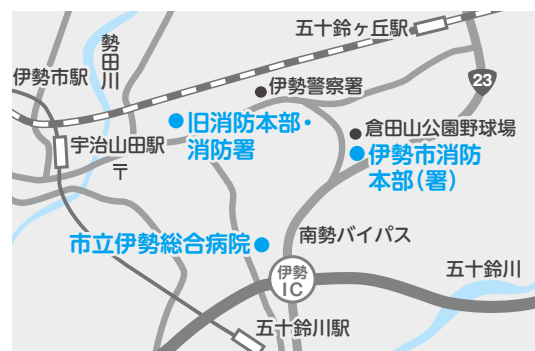 五十鈴ヶ丘駅
勢田川
伊勢市駅
23
伊勢警察署
旧消防本部・
消防署
倉田山公園野球場
宇治山田駅
〒
伊勢市消防
本部（署）
南勢バイパス
市立伊勢総合病院
伊勢
IC
五十鈴川
五十鈴川駅